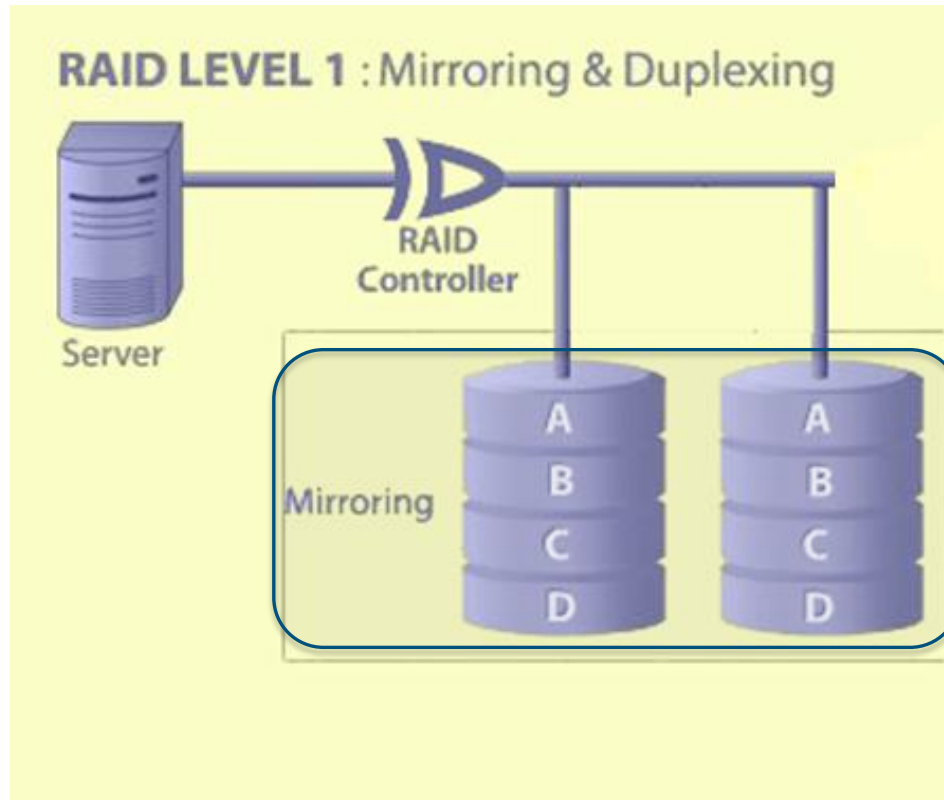 RAID LEVEL 1 : Mirroring & Duplexing
RAID
Controller
Server
A A
B B
Mirroring
C C
D D